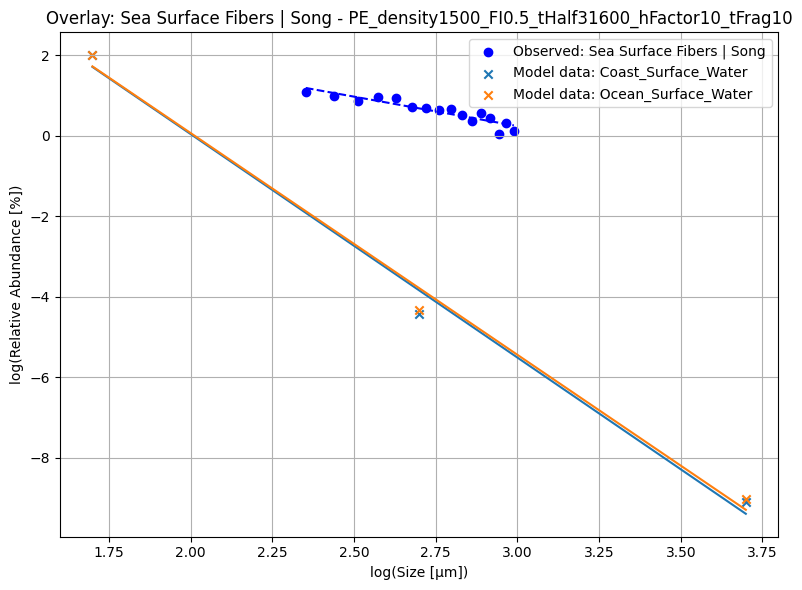 Overlay: Sea Surface Fibers | Song - PE_density1500_FI0.5_tHalf31600_hFactor10_tFrag10
Observed: Sea Surface Fibers | Song
Model data: Coast_Surface_Water
Model data: Ocean_Surface_Water
log(Relative Abundance [%])
2
0
−2
−4
−6
−8
1.75 2.00 2.25 2.50 2.75 3.00 3.25 3.50 3.75
log(Size [μm])